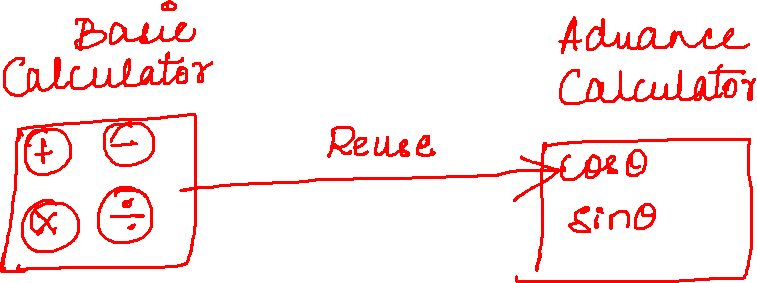 Basic
Calculator
+ −
× ÷
Reuse
Advance
Calculator
cosθ
sinθ